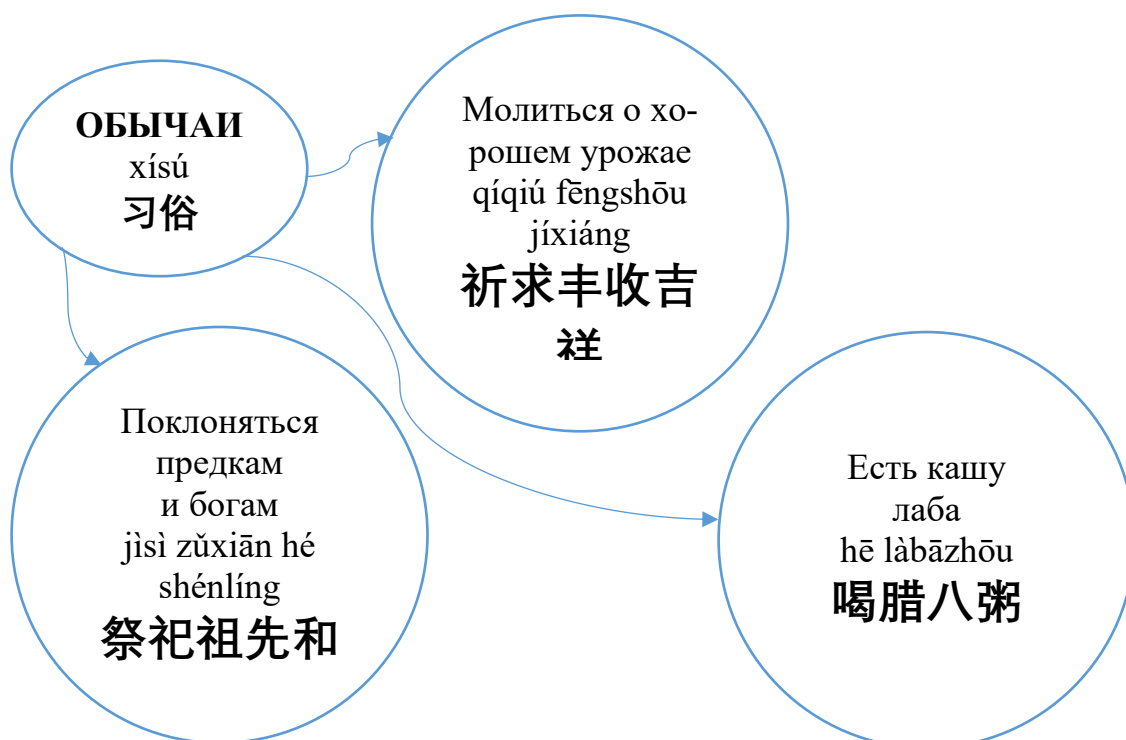 ОБЫЧАИ
xísú
习俗
Молиться о хо-
рошем урожае
qíqiú fēngshōu
jíxiáng
祈求丰收吉
祥
Поклоняться
предкам
и богам
jìsì zǔxiān hé
shénlíng
祭祀祖先和
Есть кашу
лаба
hē làbāzhōu
喝腊八粥